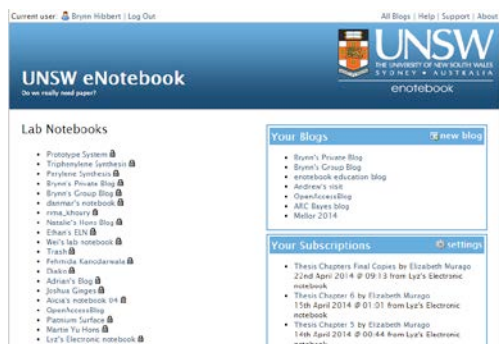 Current user: Brynn Hibbert | Log Out
All Blogs | Help | Support | About
UNSW eNotebook
Do we really need paper?
UNSW
THE UNIVERSITY OF NEW SOUTH WALES
SYDNEY • AUSTRALIA
enotebook
Lab Notebooks
Prototype System
Triphenylene Synthesis
Perylene Synthesis
Brynn's Private Blog
Brynn's Group Blog
danmar's notebook
rima_khoury
Natalie's Hons Blog
Ethan's ELN
Wei's lab notebook
Trash
Fehmida Kanodarwala
Adrian's Blog
Joshua Ginges
Alicia's notebook 04
OpenAccessBlog
Platnium Surface
Martin Yu Hons
Lyz's Electronic notebook
Your Blogs
new blog
Brynn's Private Blog
Brynn's Group Blog
enotebook education blog
Andrew's visit
OpenAccessBlog
ARC Bayes blog
Mellor 2014
Your Subscriptions
settings
Thesis Chapters Final Copies by Elizabeth Murago
22nd April 2014 @ 09:13 from Lyz's Electronic
notebook
Thesis Chapter 6 by Elizabeth Murago
15th April 2014 @ 01:01 from Lyz's Electronic
notebook
Thesis Chapter 5 by Elizabeth Murago
14th April 2014 @ 00:44 from Lyz's Electronic
notebook